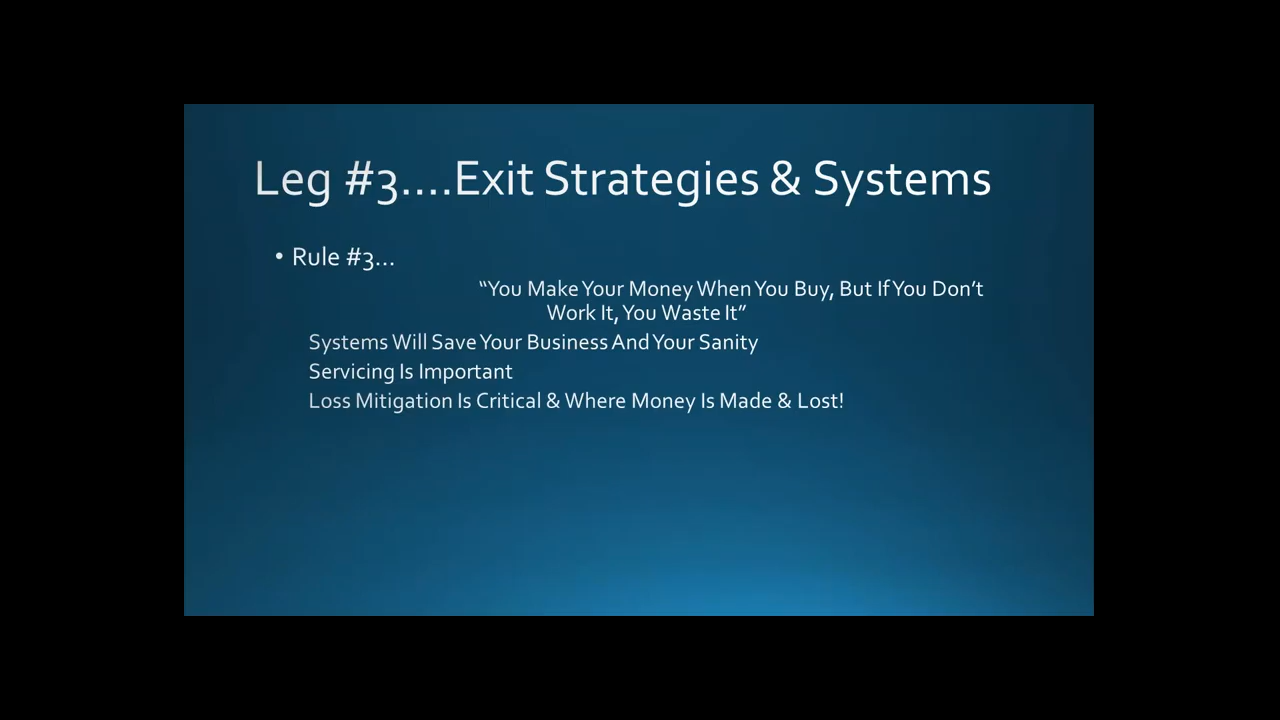 Leg #3....Exit Strategies & Systems
• Rule #3...
“You Make Your Money When You Buy, But If You Don’t
Work It, You Waste It”
Systems Will Save Your Business And Your Sanity
Servicing Is Important
Loss Mitigation Is Critical & Where Money Is Made & Lost!